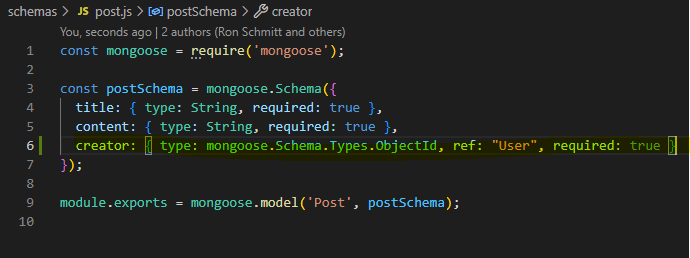 schemas > JS post.js > postSchema > creator
You, seconds ago | 2 authors (Ron Schmitt and others)
1 const mongoose = require('mongoose');
2
3 const postSchema = mongoose.Schema({
4 title: { type: String, required: true },
5 content: { type: String, required: true },
6 creator: { type: mongoose.Schema.Types.ObjectId, ref: "User", required: true }
7 });
8
9 module.exports = mongoose.model('Post', postSchema);
10